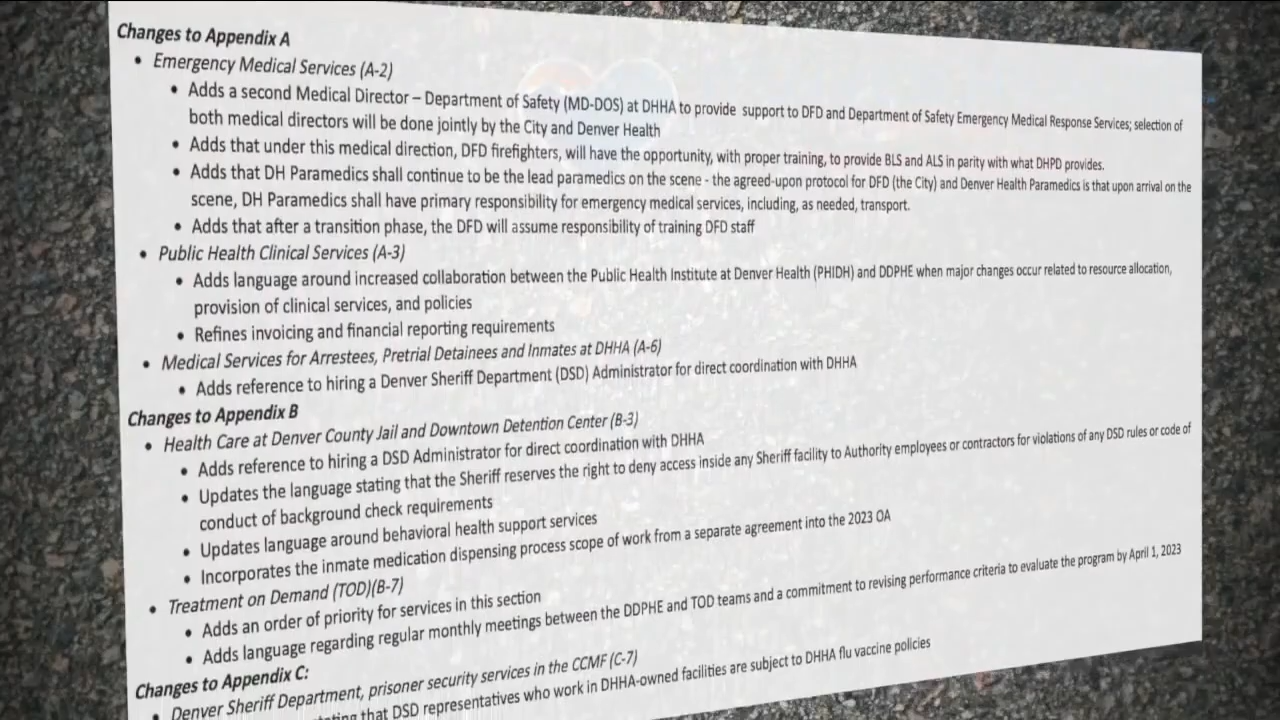 Changes to Appendix A
• Emergency Medical Services (A-2)
• Adds a second Medical Director – Department of Safety (MD-DOS) at DHHA to provide support to DFD and Department of Safety Emergency Medical Response Services; selection of
both medical directors will be done jointly by the City and Denver Health
• Adds that under this medical direction, DFD firefighters, will have the opportunity, with proper training, to provide BLS and ALS in parity with what DHPD provides.
• Adds that DH Paramedics shall continue to be the lead paramedics on the scene - the agreed-upon protocol for DFD (the City) and Denver Health Paramedics is that upon arrival on the
scene, DH Paramedics shall have primary responsibility for emergency medical services, including, as needed, transport.
• Adds that after a transition phase, the DFD will assume responsibility of training DFD staff
• Public Health Clinical Services (A-3)
• Adds language around increased collaboration between the Public Health Institute at Denver Health (PHIDH) and DDPHE when major changes occur related to resource allocation,
provision of clinical services, and policies
• Refines invoicing and financial reporting requirements
• Medical Services for Arrestees, Pretrial Detainees and Inmates at DHHA (A-6)
• Adds reference to hiring a Denver Sheriff Department (DSD) Administrator for direct coordination with DHHA
Changes to Appendix B
• Health Care at Denver County Jail and Downtown Detention Center (B-3)
• Adds reference to hiring a DSD Administrator for direct coordination with DHHA
• Updates the language stating that the Sheriff reserves the right to deny access inside any Sheriff facility to Authority employees or contractors for violations of any DSD rules or code of
conduct of background check requirements
• Updates language around behavioral health support services
• Incorporates the inmate medication dispensing process scope of work from a separate agreement into the 2023 OA
• Treatment on Demand (TOD)(B-7)
• Adds an order of priority for services in this section
• Adds language regarding regular monthly meetings between the DDPHE and TOD teams and a commitment to revising performance criteria to evaluate the program by April 1, 2023
Changes to Appendix C:
• Denver Sheriff Department, prisoner security services in the CCMF (C-7)
that DSD representatives who work in DHHA-owned facilities are subject to DHHA flu vaccine policies